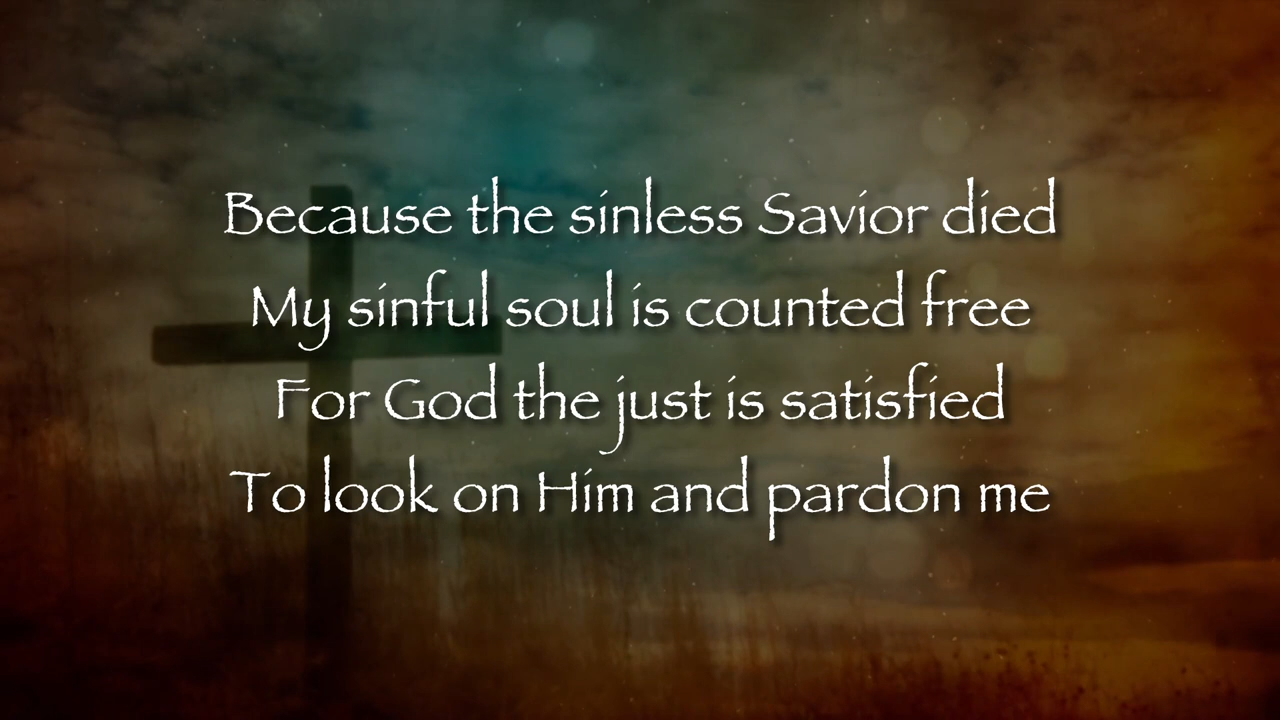 Because the sinless Savior died
My sinful soul is counted free
For God the just is satisfied
To look on Him and pardon me